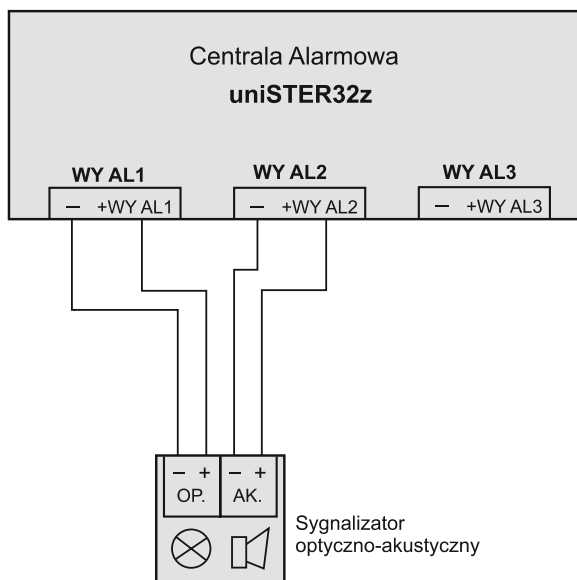 Centrala Alarmowa
uniSTER32z
WY AL1 WY AL2 WY AL3
– +WY AL1 – +WY AL2 – +WY AL3
– + – +
OP. AK.
Sygnalizator
optyczno-akustyczny